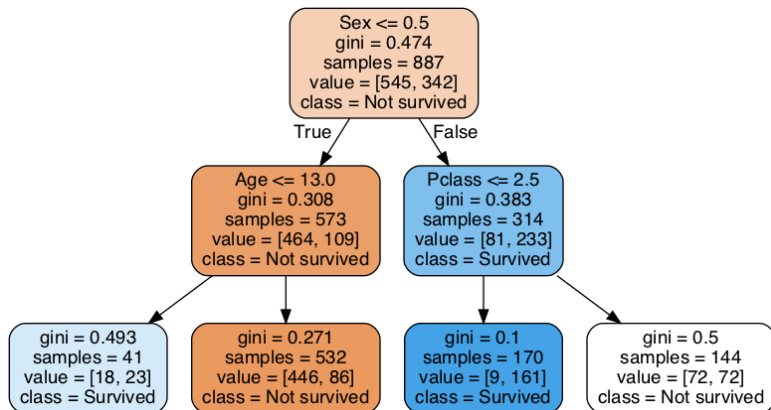 Sex <= 0.5
gini = 0.474
samples = 887
value = [545, 342]
class = Not survived
True
False
Age <= 13.0
gini = 0.308
samples = 573
value = [464, 109]
class = Not survived
Pclass <= 2.5
gini = 0.383
samples = 314
value = [81, 233]
class = Survived
gini = 0.493
samples = 41
value = [18, 23]
class = Survived
gini = 0.271
samples = 532
value = [446, 86]
class = Not survived
gini = 0.1
samples = 170
value = [9, 161]
class = Survived
gini = 0.5
samples = 144
value = [72, 72]
class = Not survived